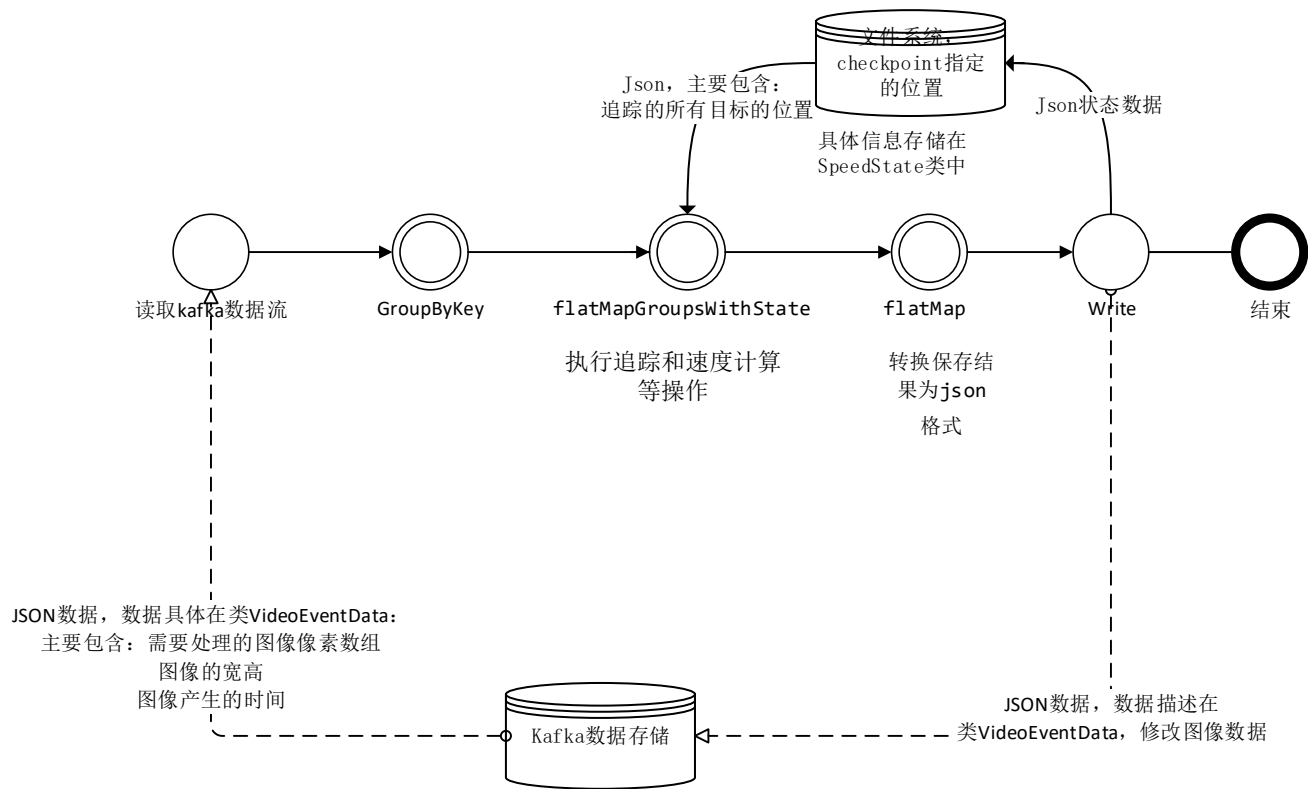 文件系统，
checkpoint指定
的位置
Json，主要包含：
追踪的所有目标的位置
Json状态数据
具体信息存储在
SpeedState类中
读取kafka数据流
GroupByKey
flatMapGroupsWithState
flatMap
Write
结束
执行追踪和速度计算
等操作
转换保存结
果为json
格式
JSON数据，数据具体在类VideoEventData：
主要包含：需要处理的图像像素数组
图像的宽高
图像产生的时间
Kafka数据存储
JSON数据，数据描述在
类VideoEventData，修改图像数据